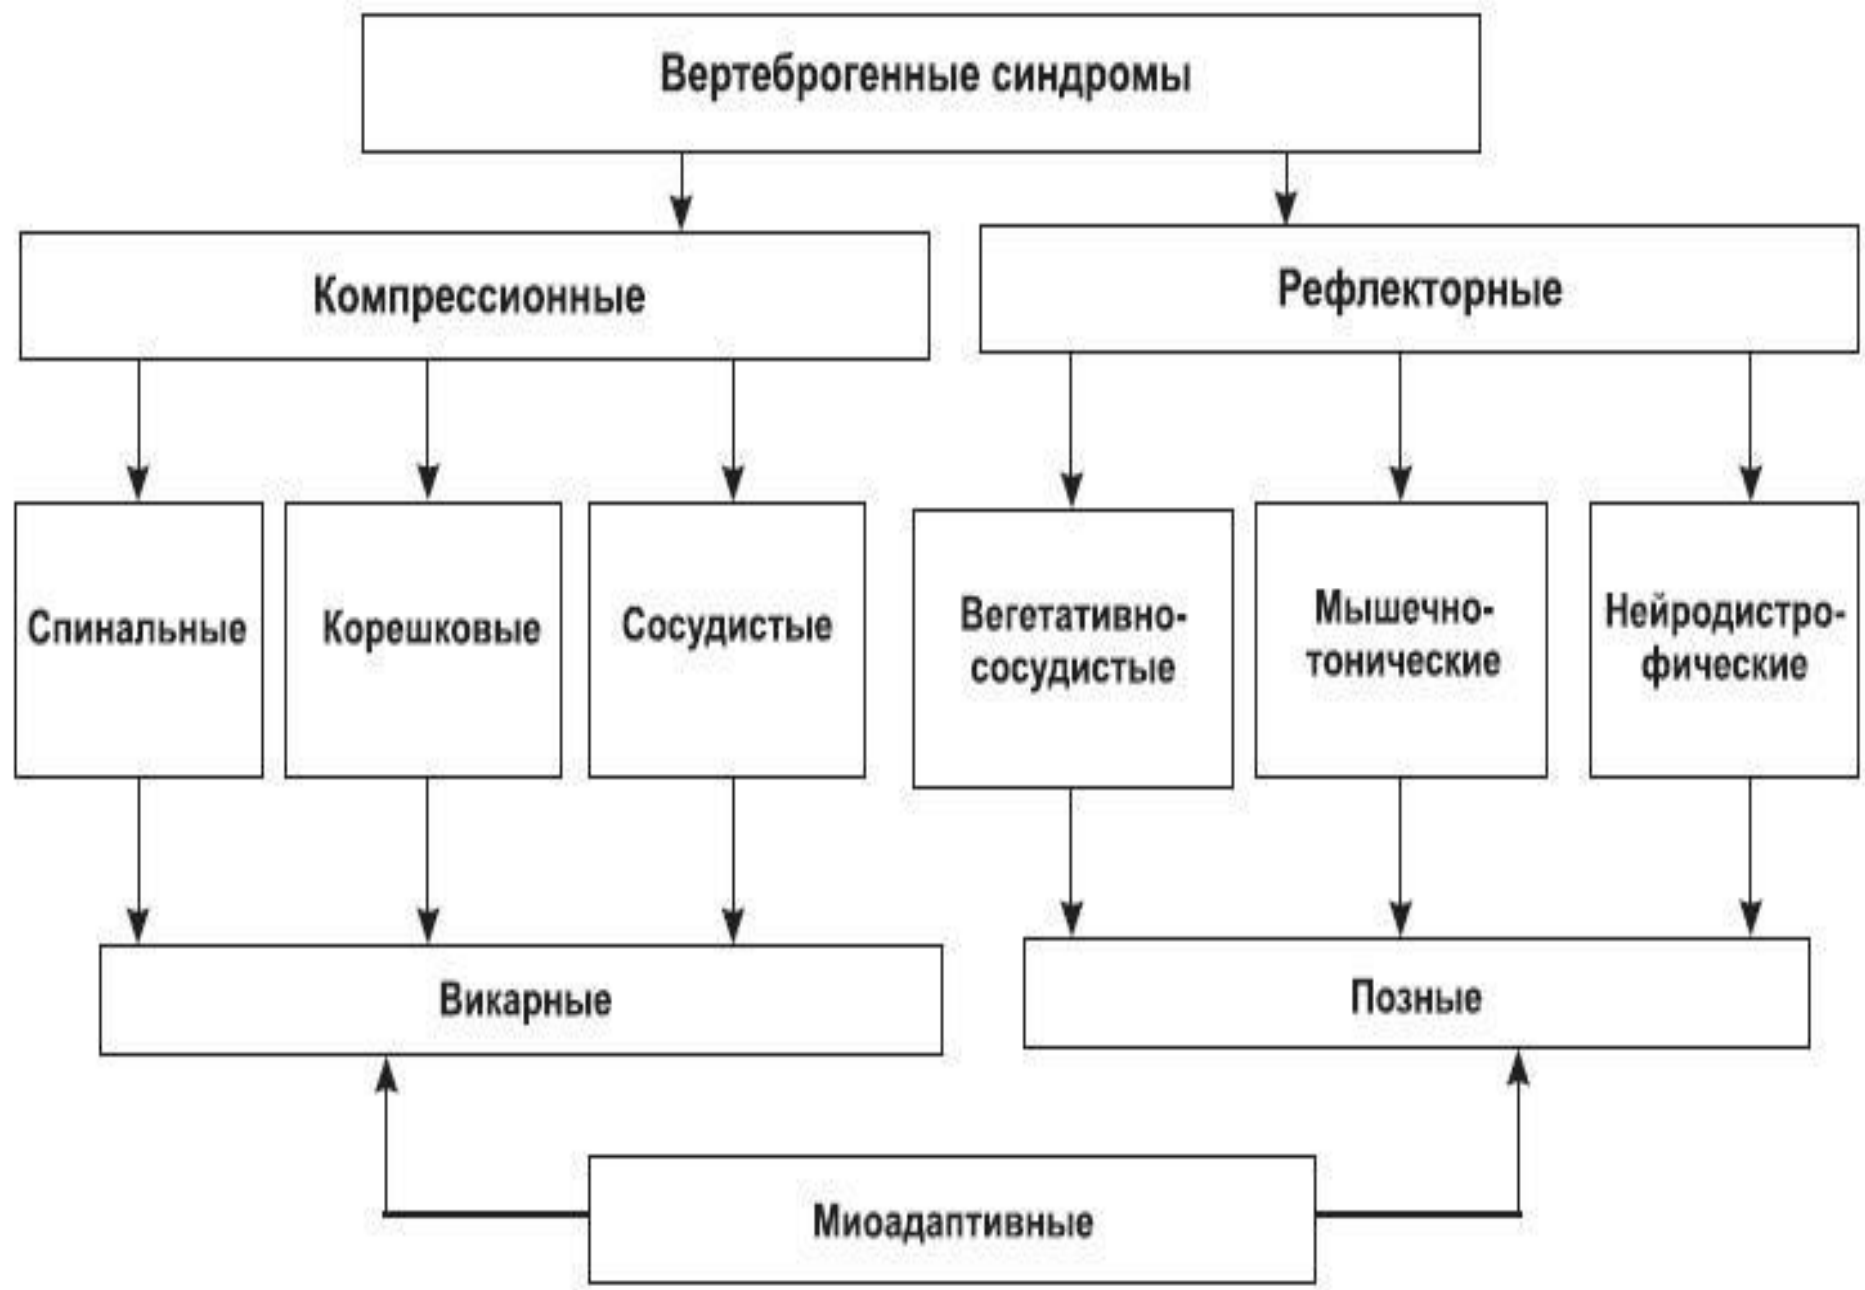 Вертеброгенные синдромы
Компрессионные
Рефлекторные
Спинальные
Корешковые
Сосудистые
Вегетативно-
сосудистые
Мышечно-
тонические
Нейродистро-
фические
Викарные
Позные
Миоадаптивные